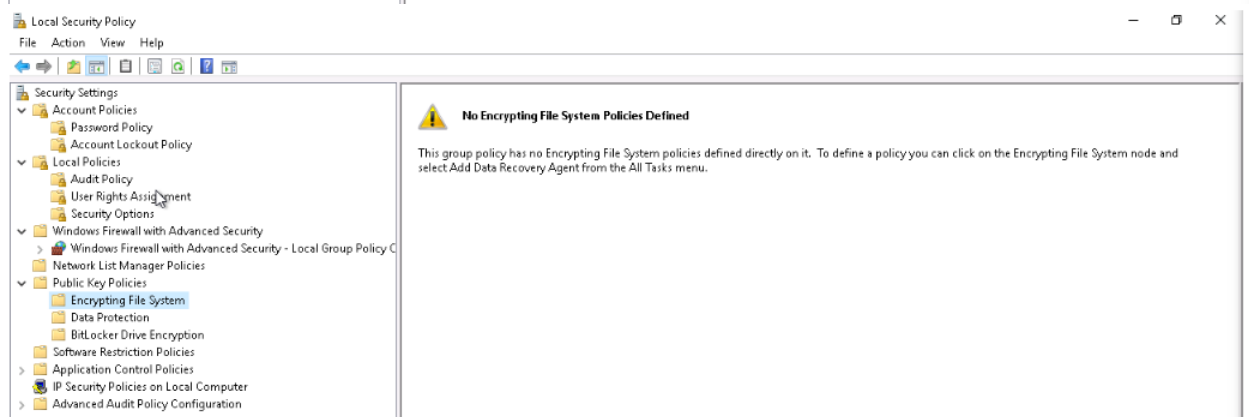 Local Security Policy
File Action View Help
Security Settings
Account Policies
Password Policy
Account Lockout Policy
Local Policies
Audit Policy
User Rights Assignment
Security Options
Windows Firewall with Advanced Security
Windows Firewall with Advanced Security - Local Group Policy O
Network List Manager Policies
Public Key Policies
Encrypting File System
Data Protection
BitLocker Drive Encryption
Software Restriction Policies
Application Control Policies
IP Security Policies on Local Computer
Advanced Audit Policy Configuration
No Encrypting File System Policies Defined
This group policy has no Encrypting File System policies defined directly on it. To define a policy you can click on the Encrypting File System node and
select Add Data Recovery Agent from the All Tasks menu.